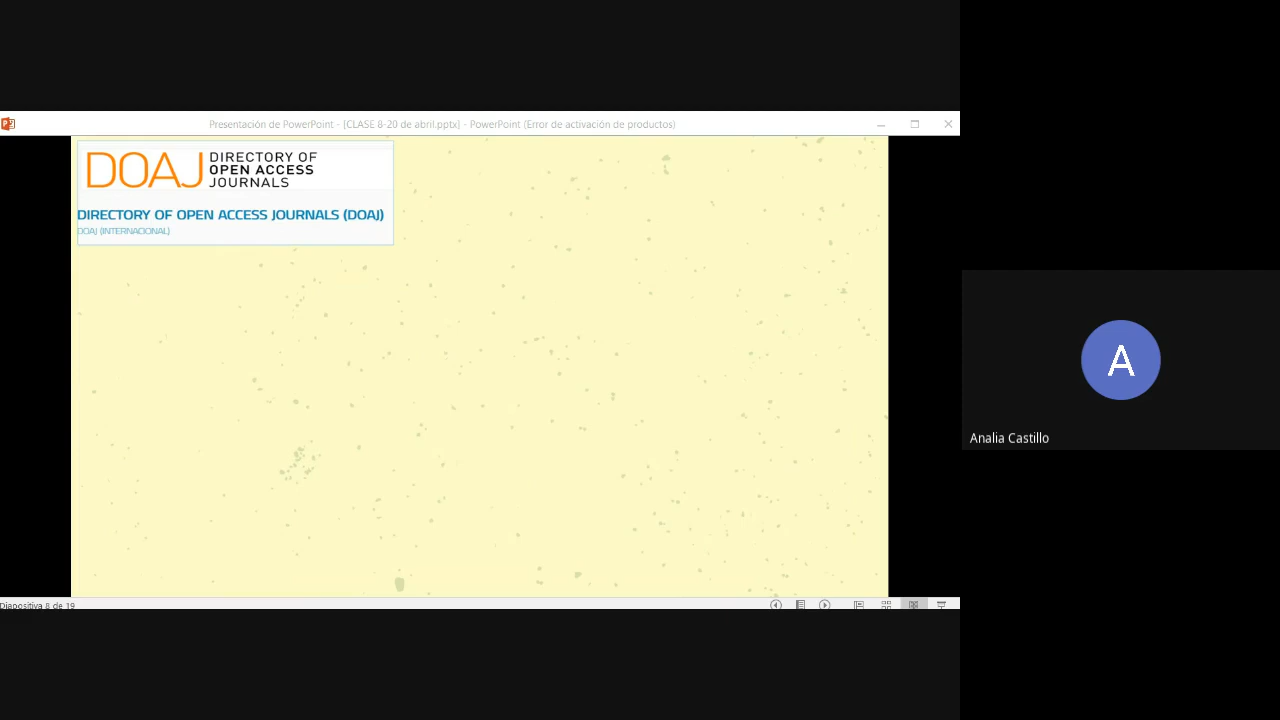 Presentación de PowerPoint - [CLASE 8-20 de abril.pptx] - PowerPoint (Error de activación de productos)
DOAJ DIRECTORY OF
OPEN ACCESS
JOURNALS
DIRECTORY OF OPEN ACCESS JOURNALS (DOAJ)
DOAJ (INTERNACIONAL)
A
Analia Castillo
Diapositiva 8 de 19